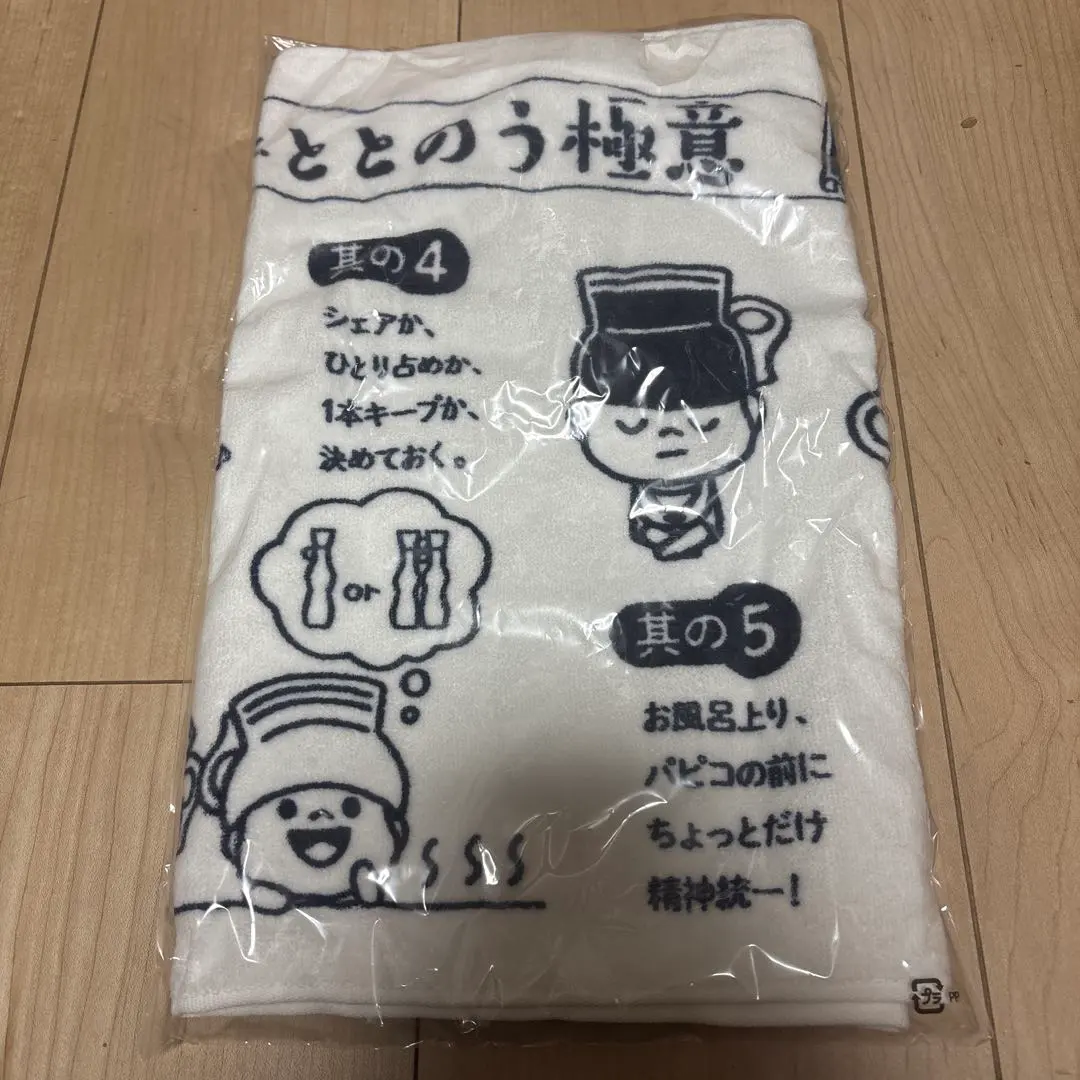 ととのう極意
其の4
シェアか、
ひとり占めか、
1本キープか、
決めておく。
or
其の5
お風呂上り、
パピコの前に
ちょっとだけ
精神統一!
プラ
PP